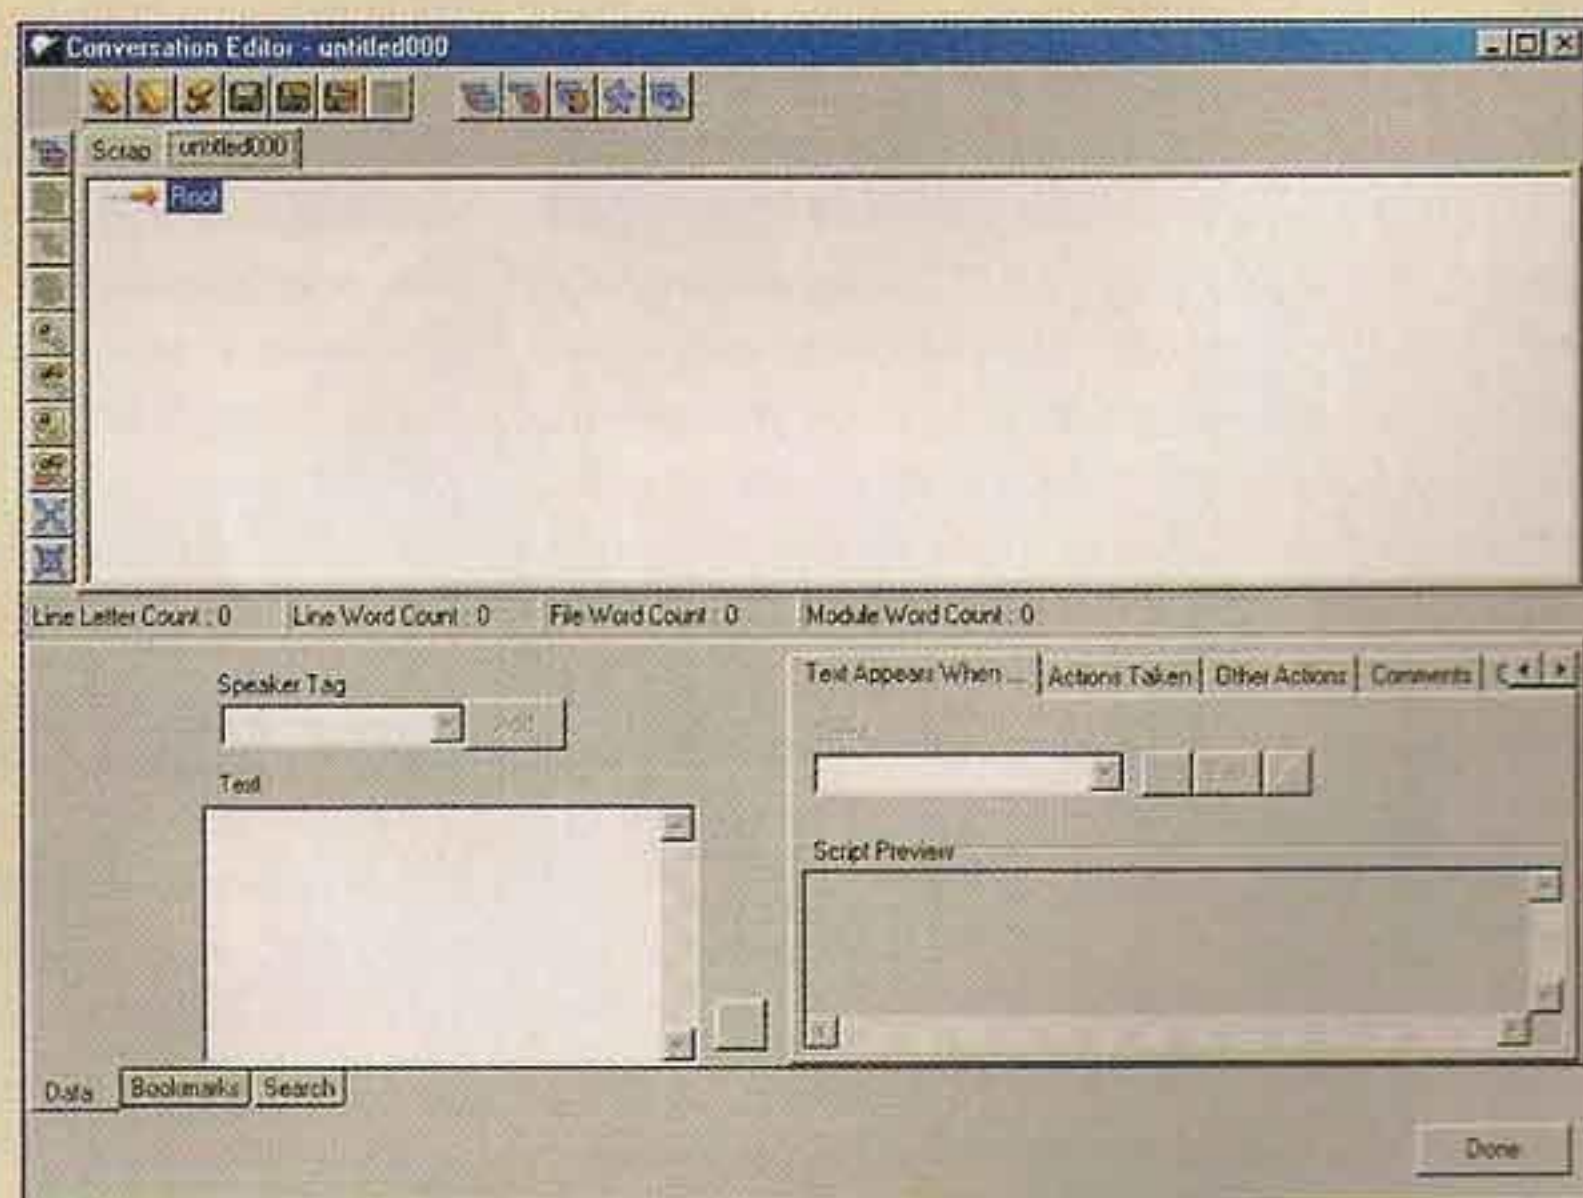 Conversation Editor - untitled000
Scrap untitled000
Root
Line Letter Count : 0 Line Word Count : 0 File Word Count : 0 Module Word Count : 0
Speaker Tag
Text
Text Appears When ... Actions Taken Other Actions Comments C
Script Preview
Data Bookmarks Search
Done